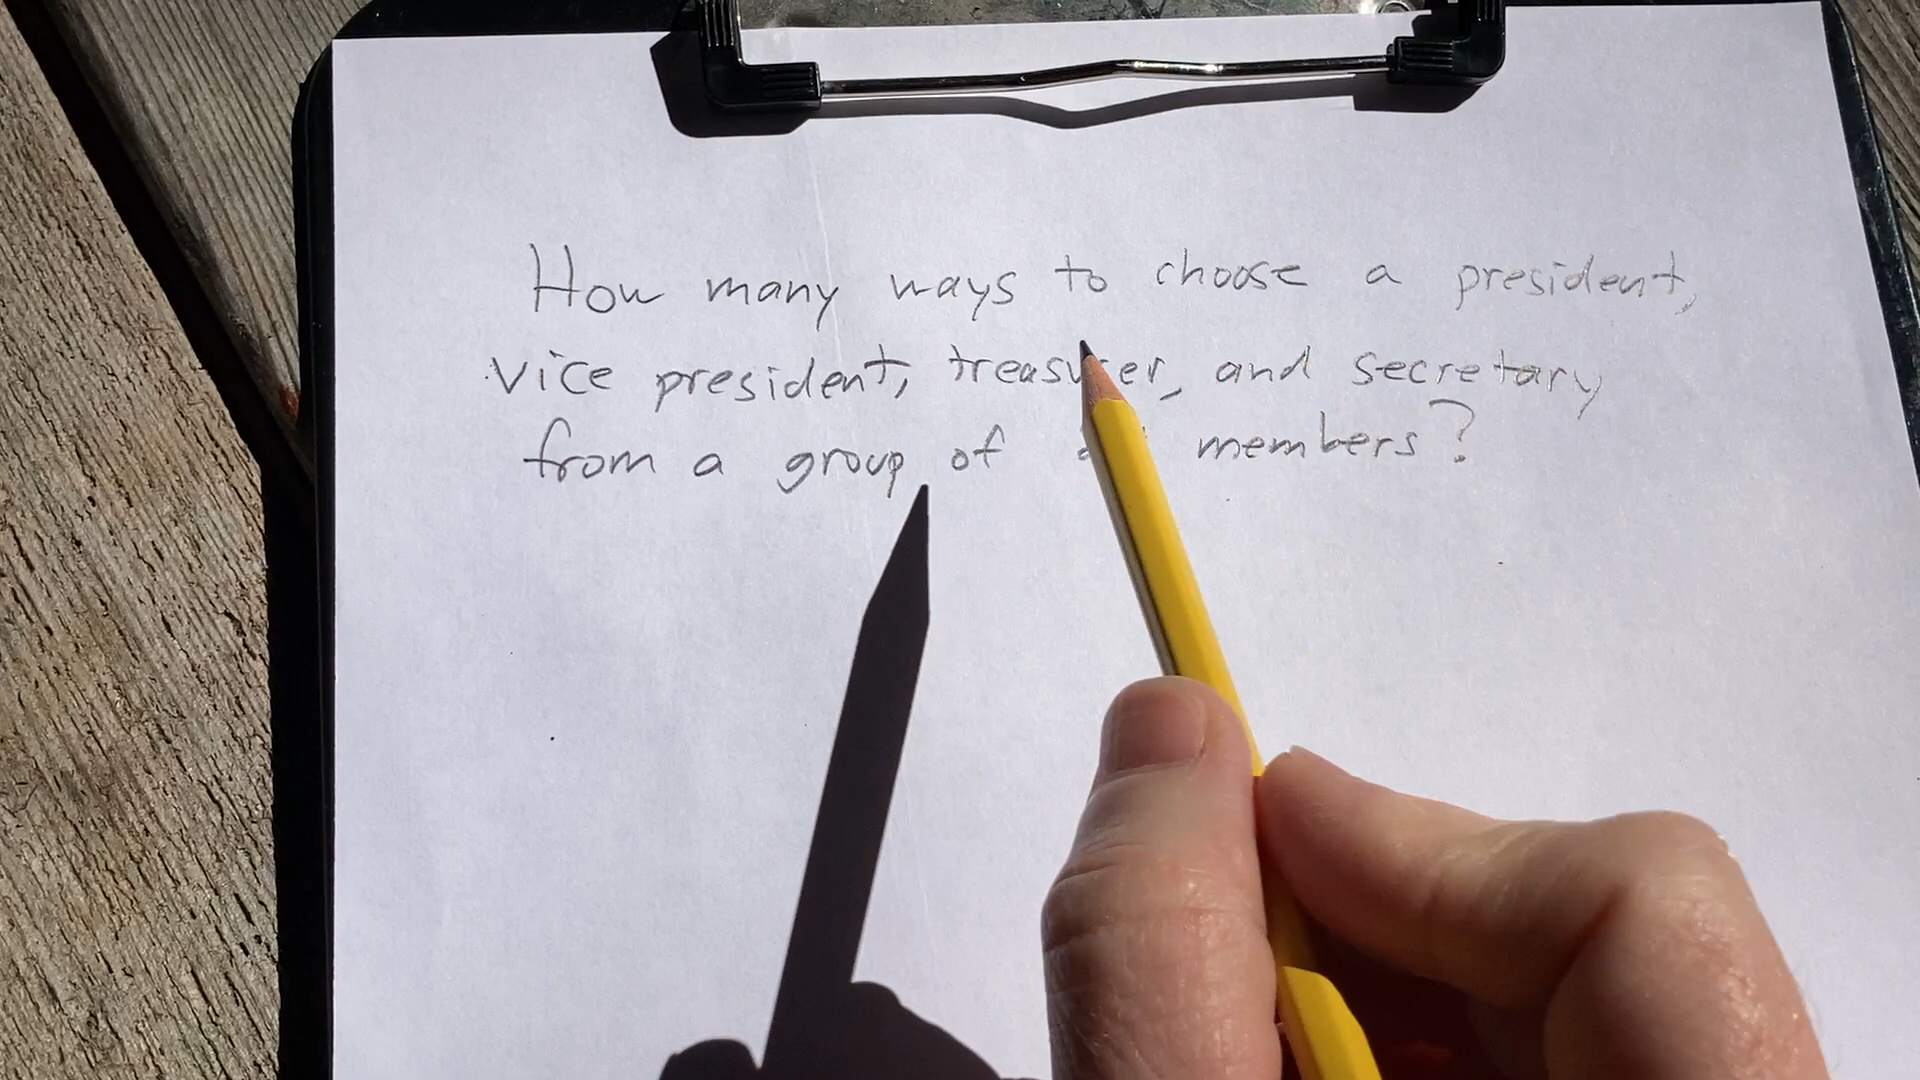 How many ways to choose a president,
vice president, treasurer, and secretary
from a group of members?